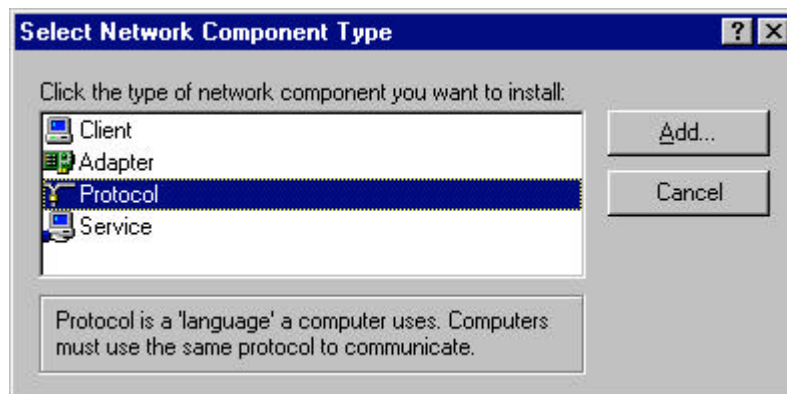 Select Network Component Type
Click the type of network component you want to install:
Client
Adapter
Protocol
Service
Add...
Cancel
Protocol is a 'language' a computer uses. Computers
must use the same protocol to communicate.